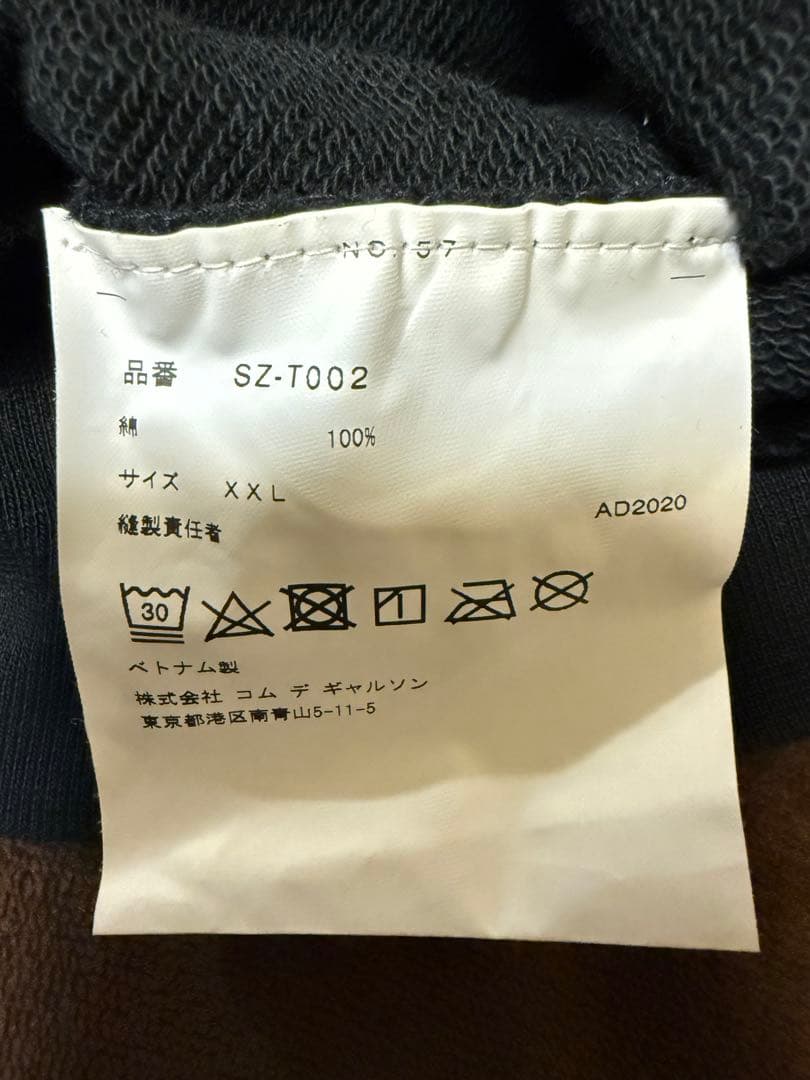 NO. 57
品番 SZ-T002
綿 100%
サイズ XXL
AD2020
縫製責任者
30
ベトナム製
株式会社 コム デ ギャルソン
東京都港区南青山5-11-5